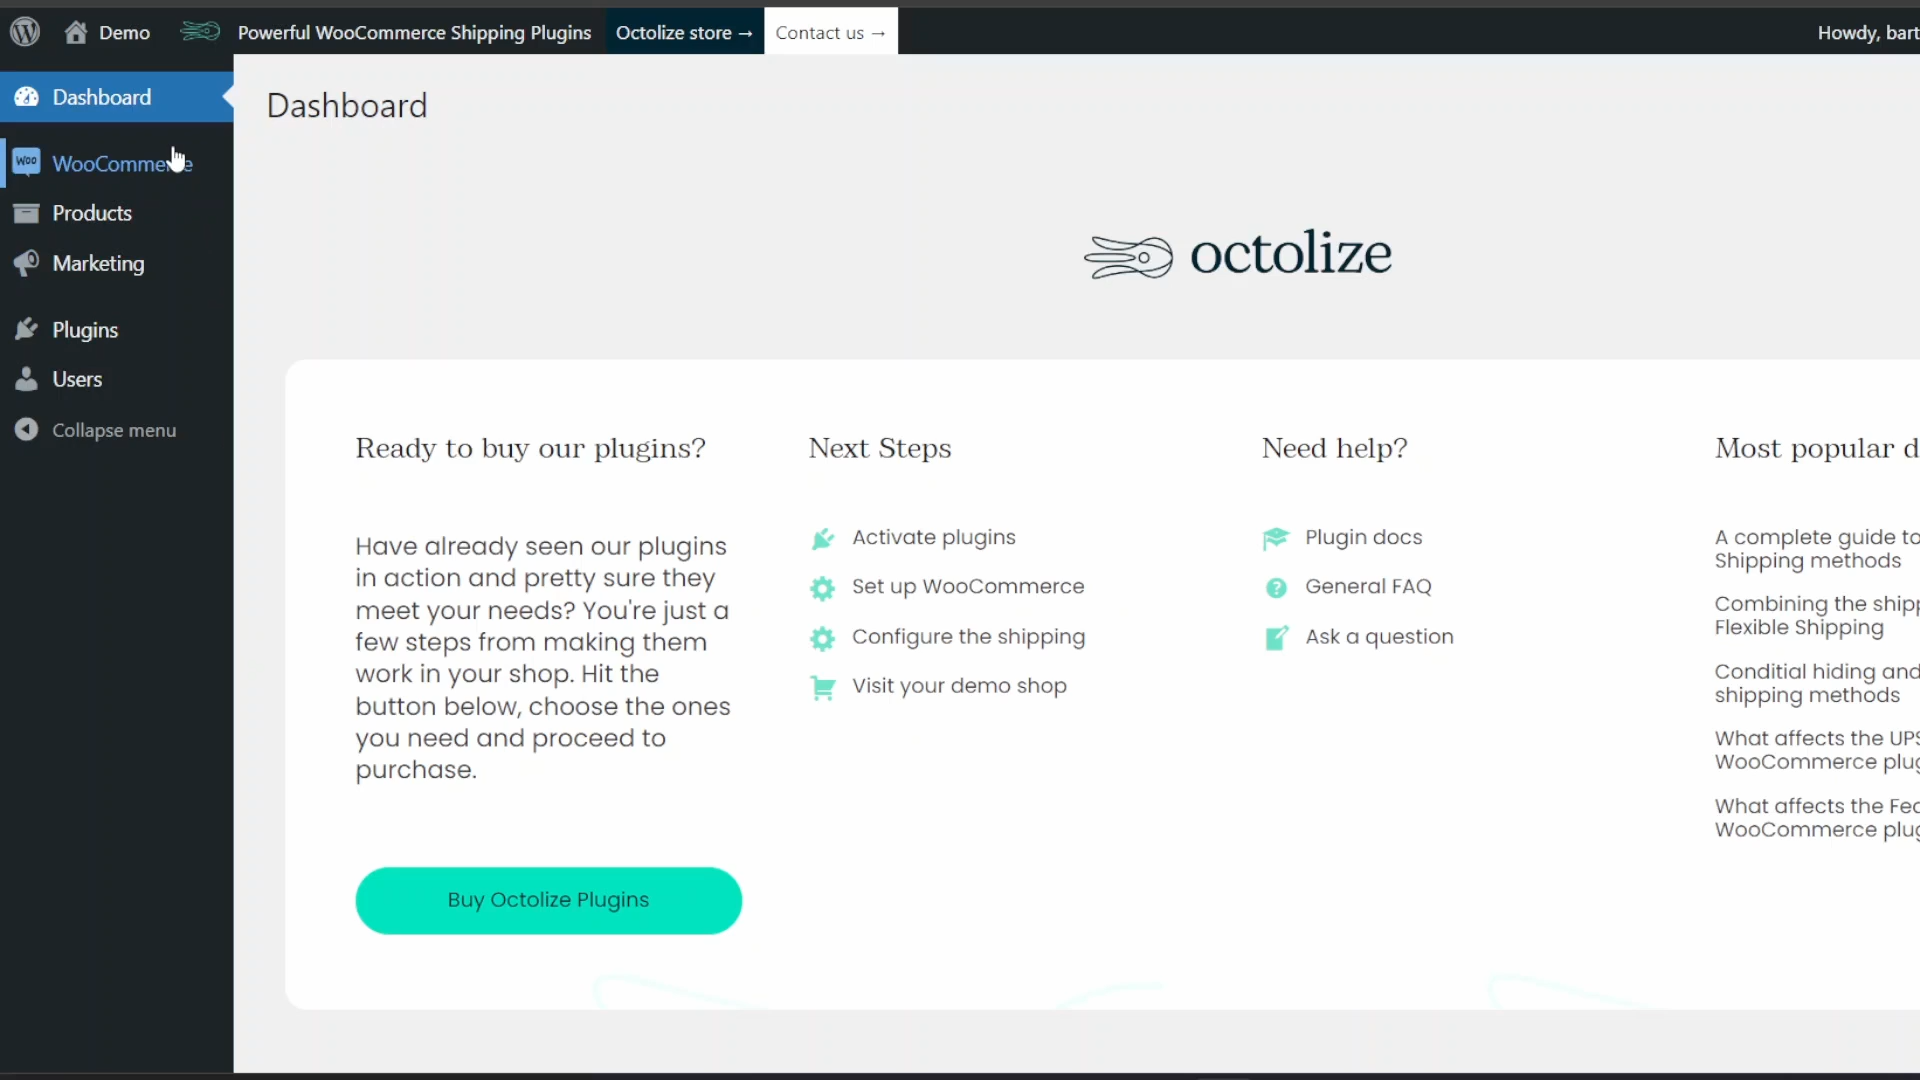 Demo
Powerful WooCommerce Shipping Plugins
Octolize store →
Contact us →
Howdy, bart
Dashboard
WooCommerce
Products
Marketing
Plugins
Users
Collapse menu
Dashboard
octolize
Ready to buy our plugins?
Have already seen our plugins
in action and pretty sure they
meet your needs? You're just a
few steps from making them
work in your shop. Hit the
button below, choose the ones
you need and proceed to
purchase.
Buy Octolize Plugins
Next Steps
Activate plugins
Set up WooCommerce
Configure the shipping
Visit your demo shop
Need help?
Plugin docs
General FAQ
Ask a question
Most popular d
A complete guide to
Shipping methods
Combining the ship
Flexible Shipping
Conditial hiding and
shipping methods
What affects the UPS
WooCommerce plug
What affects the Fed
WooCommerce plug